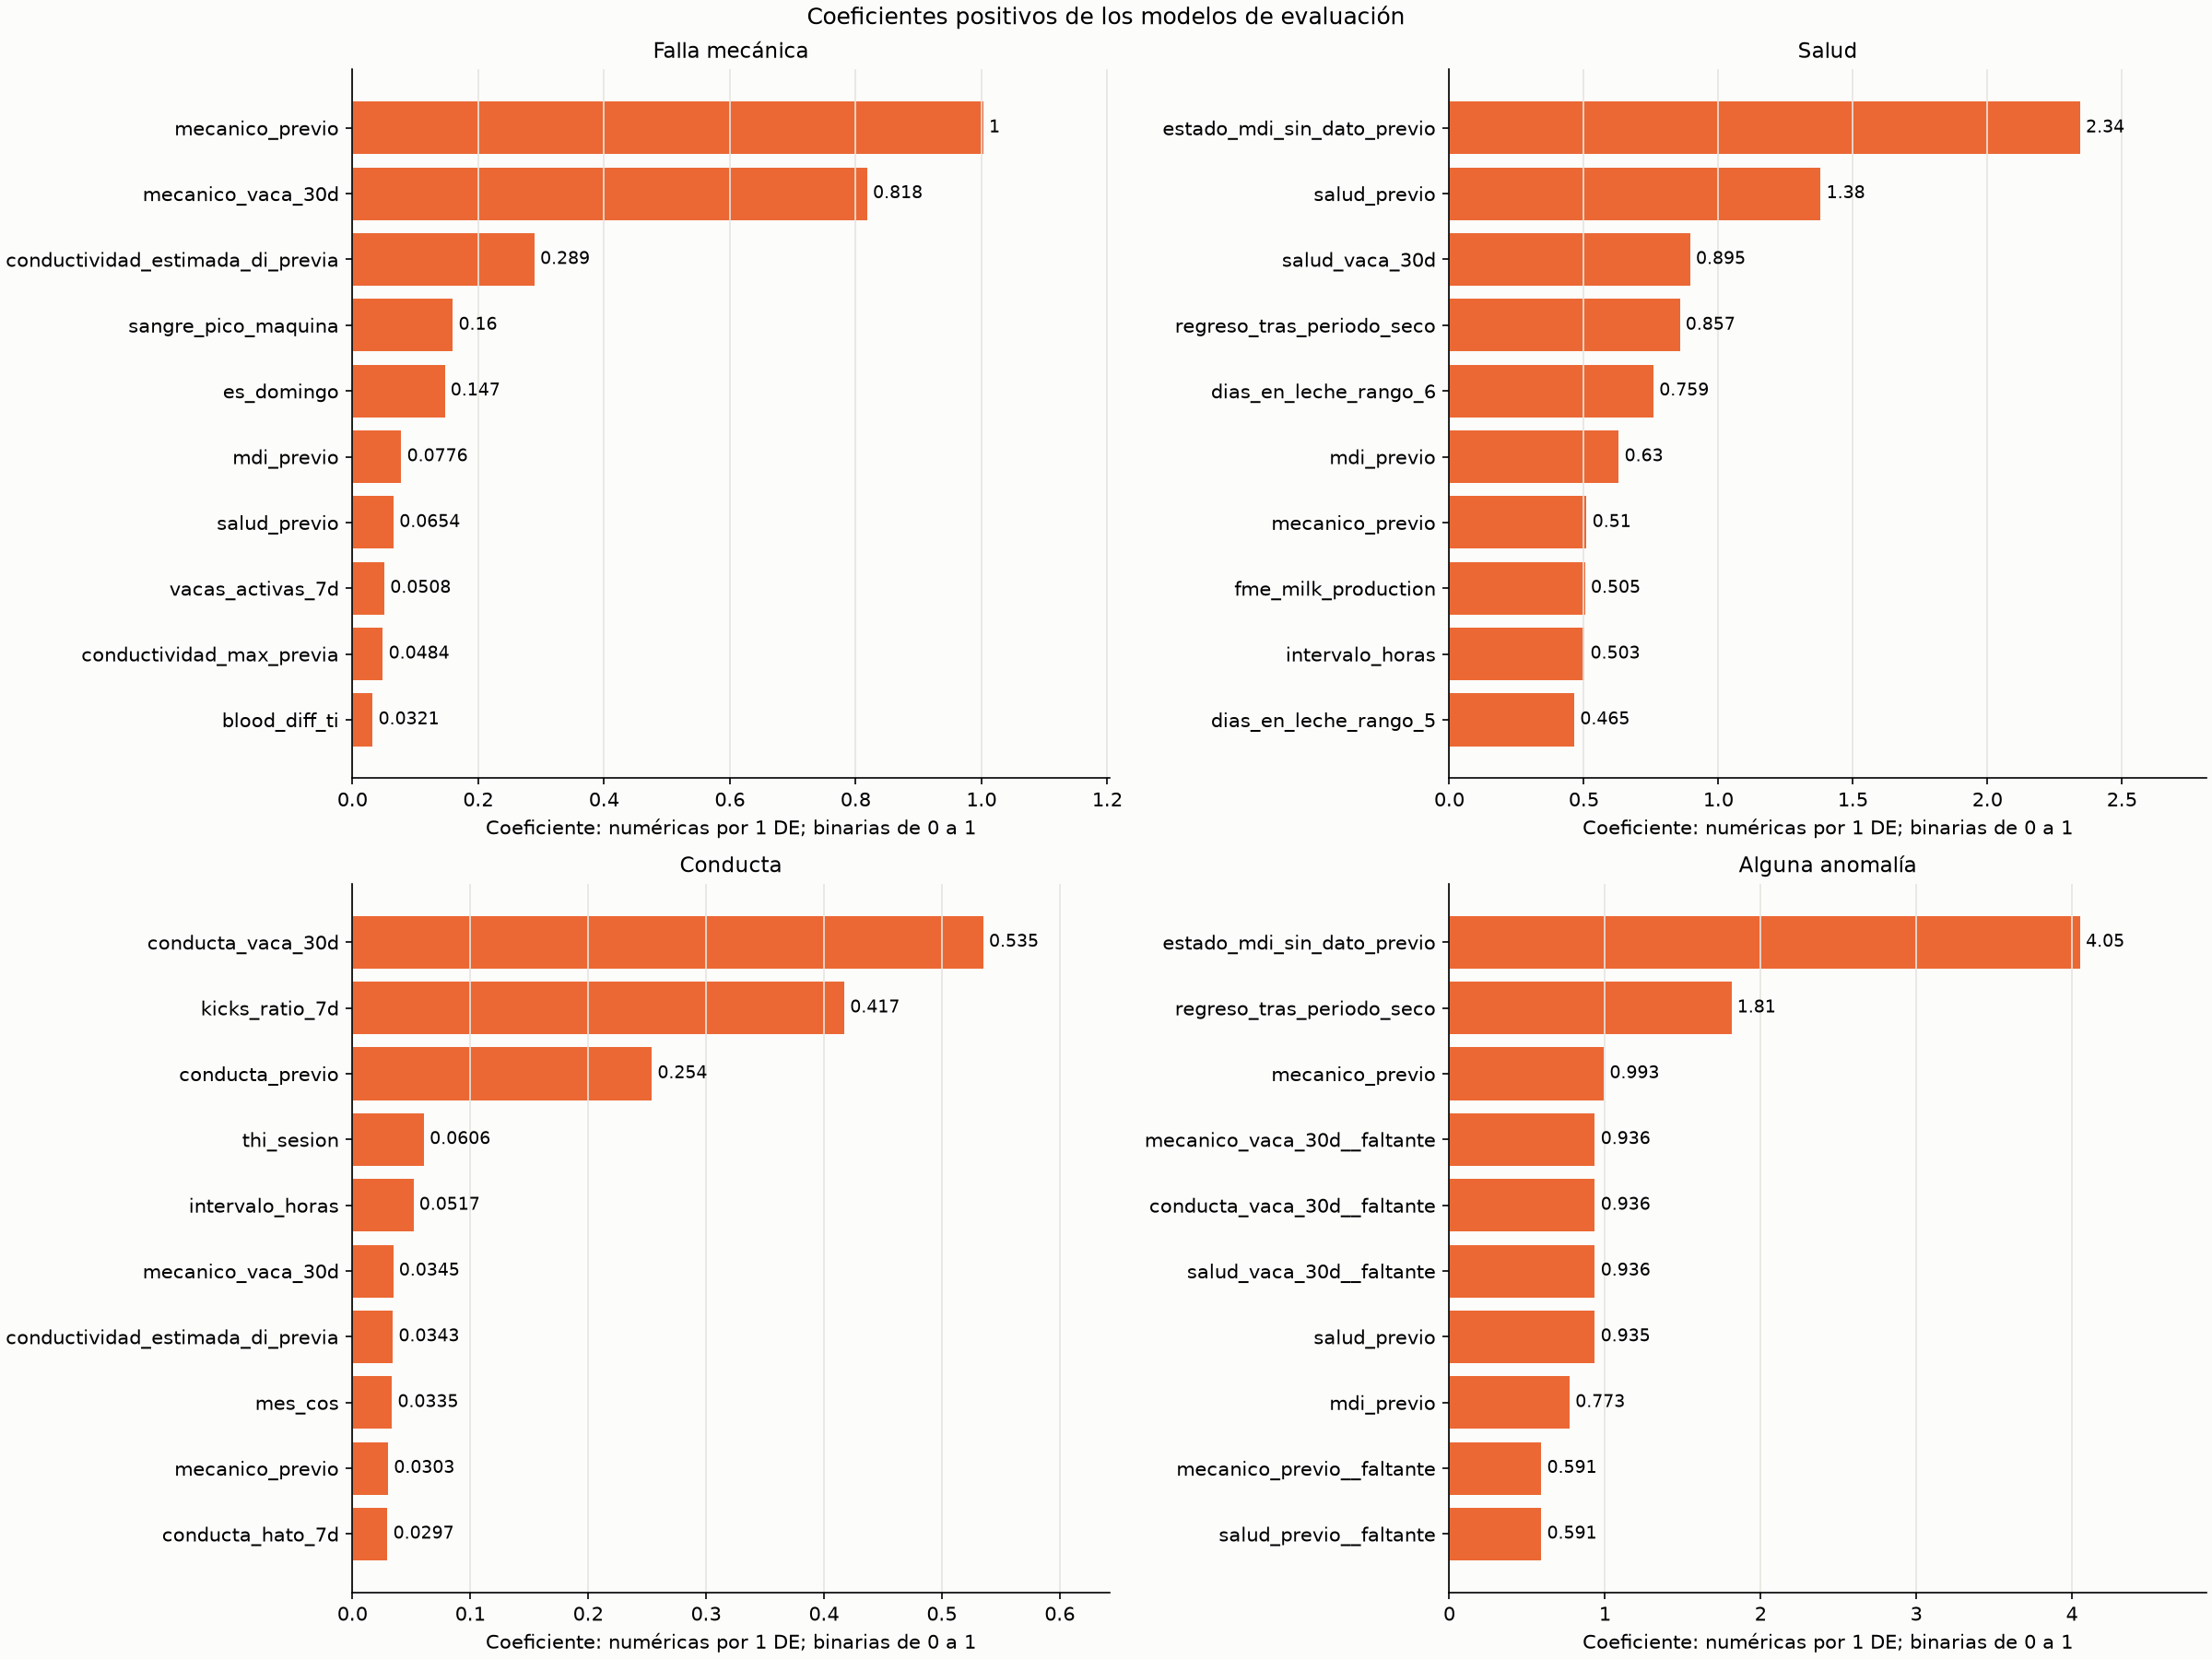 Coeficientes positivos de los modelos de evaluación
Falla mecánica
mecanico_previo 1
mecanico_vaca_30d 0.818
conductividad_estimada_di_previa 0.289
sangre_pico_maquina 0.16
es_domingo 0.147
mdi_previo 0.0776
salud_previo 0.0654
vacas_activas_7d 0.0508
conductividad_max_previa 0.0484
blood_diff_ti 0.0321
0.0 0.2 0.4 0.6 0.8 1.0 1.2
Coeficiente: numéricas por 1 DE; binarias de 0 a 1
Salud
estado_mdi_sin_dato_previo 2.34
salud_previo 1.38
salud_vaca_30d 0.895
regreso_tras_periodo_seco 0.857
dias_en_leche_rango_6 0.759
mdi_previo 0.63
mecanico_previo 0.51
fme_milk_production 0.505
intervalo_horas 0.503
dias_en_leche_rango_5 0.465
0.0 0.5 1.0 1.5 2.0 2.5
Coeficiente: numéricas por 1 DE; binarias de 0 a 1
Conducta
conducta_vaca_30d 0.535
kicks_ratio_7d 0.417
conducta_previo 0.254
thi_sesion 0.0606
intervalo_horas 0.0517
mecanico_vaca_30d 0.0345
conductividad_estimada_di_previa 0.0343
mes_cos 0.0335
mecanico_previo 0.0303
conducta_hato_7d 0.0297
0.0 0.1 0.2 0.3 0.4 0.5 0.6
Coeficiente: numéricas por 1 DE; binarias de 0 a 1
Alguna anomalía
estado_mdi_sin_dato_previo 4.05
regreso_tras_periodo_seco 1.81
mecanico_previo 0.993
mecanico_vaca_30d__faltante 0.936
conducta_vaca_30d__faltante 0.936
salud_vaca_30d__faltante 0.936
salud_previo 0.935
mdi_previo 0.773
mecanico_previo__faltante 0.591
salud_previo__faltante 0.591
0 1 2 3 4
Coeficiente: numéricas por 1 DE; binarias de 0 a 1